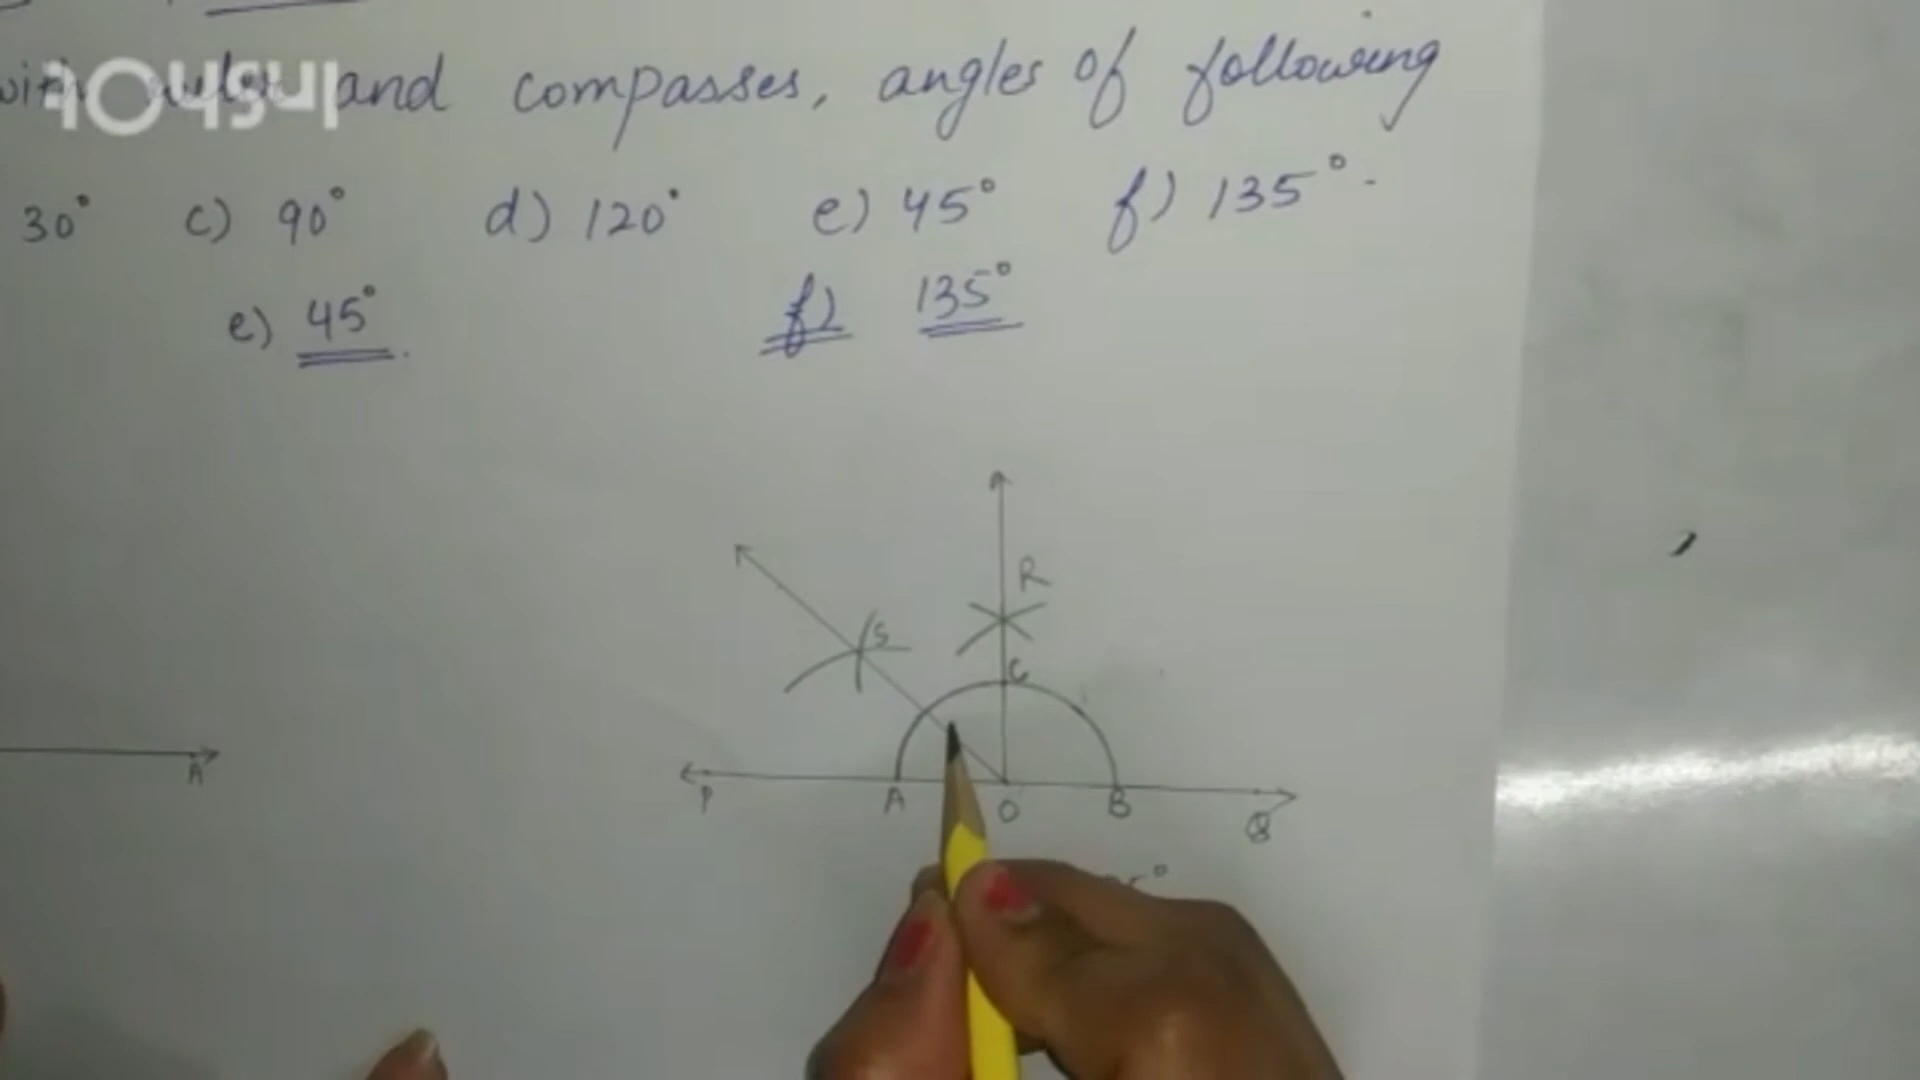 and compasses, angles of following
30° c) 90° d) 120° e) 45° f) 135°.
e) 45°. f) 135°
R
S
C
A
P A O B Q